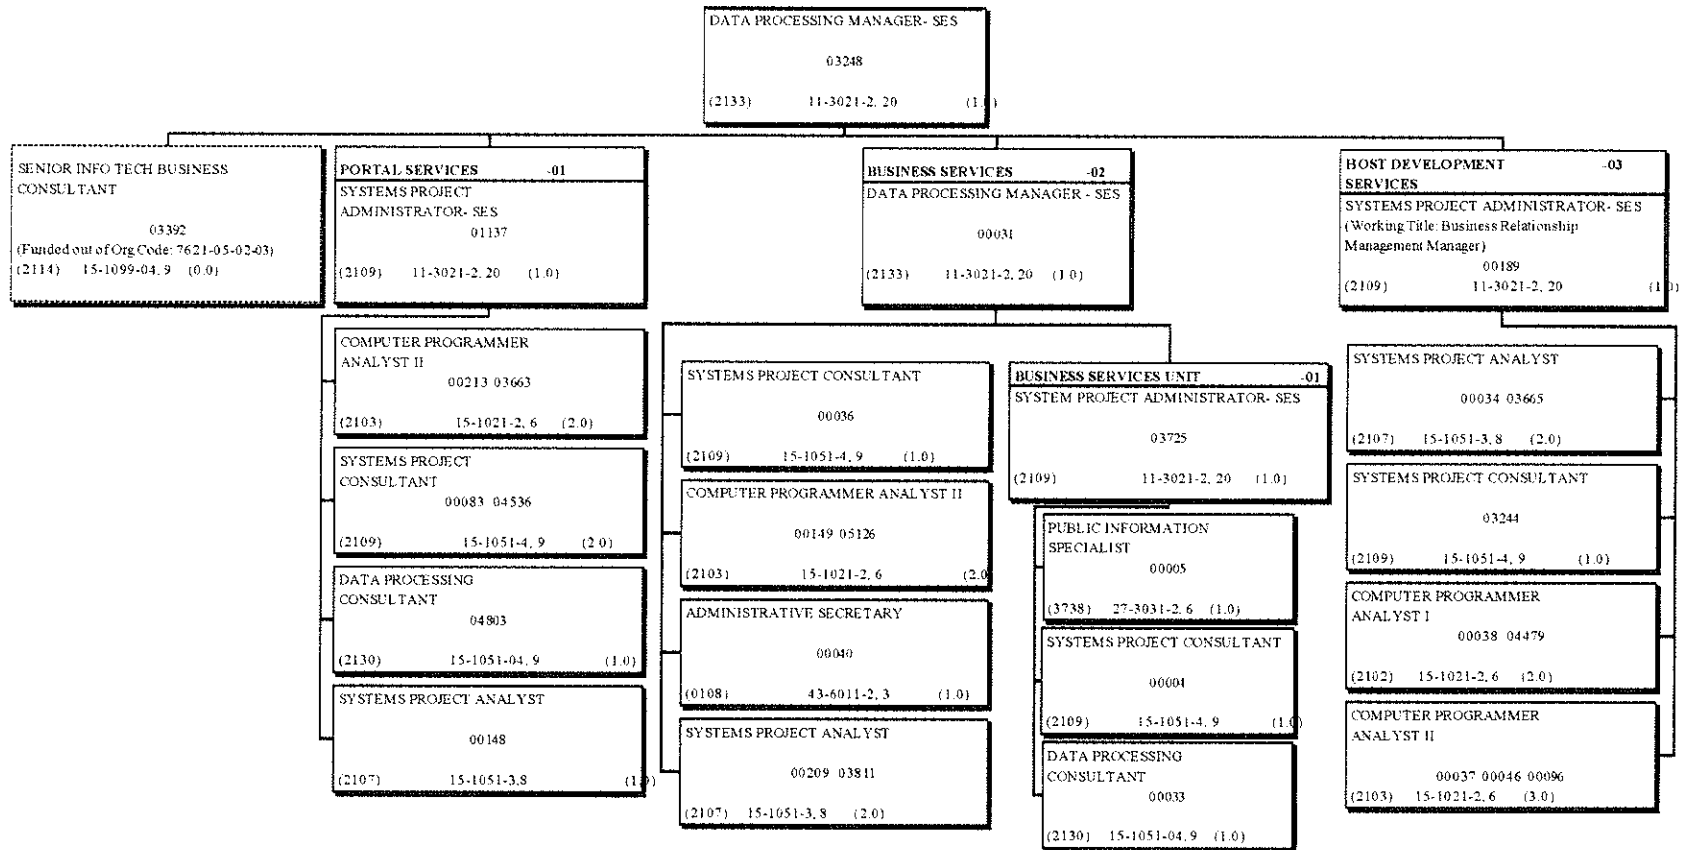 DATA PROCESSING MANAGER- SES
03248
(2133) 11-3021-2, 20 (1.0)
SENIOR INFO TECH BUSINESS
CONSULTANT
03392
(Funded out of Org Code: 7621-05-02-03)
(2114) 15-1099-04, 9 (0.0)
PORTAL SERVICES -01
SYSTEMS PROJECT
ADMINISTRATOR- SES
01137
(2109) 11-3021-2, 20 (1.0)
COMPUTER PROGRAMMER
ANALYST II
00213 03663
(2103) 15-1021-2, 6 (2.0)
SYSTEMS PROJECT
CONSULTANT
00083 04536
(2109) 15-1051-4, 9 (2.0)
DATA PROCESSING
CONSULTANT
04803
(2130) 15-1051-04, 9 (1.0)
SYSTEMS PROJECT ANALYST
00148
(2107) 15-1051-3,8 (1.0)
BUSINESS SERVICES -02
DATA PROCESSING MANAGER - SES
00031
(2133) 11-3021-2, 20 (1.0)
SYSTEMS PROJECT CONSULTANT
00036
(2109) 15-1051-4, 9 (1.0)
COMPUTER PROGRAMMER ANALYST II
00149 05126
(2103) 15-1021-2, 6 (2.0
ADMINISTRATIVE SECRETARY
00040
(0108) 43-6011-2, 3 (1.0)
SYSTEMS PROJECT ANALYST
00209 03811
(2107) 15-1051-3, 8 (2.0)
BUSINESS SERVICES UNIT -01
SYSTEM PROJECT ADMINISTRATOR- SES
03725
(2109) 11-3021-2, 20 (1.0)
PUBLIC INFORMATION
SPECIALIST
00005
(3738) 27-3031-2, 6 (1.0)
SYSTEMS PROJECT CONSULTANT
00004
(2109) 15-1051-4, 9 (1.0)
DATA PROCESSING
CONSULTANT
00033
(2130) 15-1051-04, 9 (1.0)
HOST DEVELOPMENT -03
SERVICES
SYSTEMS PROJECT ADMINISTRATOR- SES
(Working Title: Business Relationship
Management Manager)
00189
(2109) 11-3021-2, 20 (1.0)
SYSTEMS PROJECT ANALYST
00034 03665
(2107) 15-1051-3, 8 (2.0)
SYSTEMS PROJECT CONSULTANT
03244
(2109) 15-1051-4, 9 (1.0)
COMPUTER PROGRAMMER
ANALYST I
00038 04479
(2102) 15-1021-2, 6 (2.0)
COMPUTER PROGRAMMER
ANALYST II
00037 00046 00096
(2103) 15-1021-2, 6 (3.0)